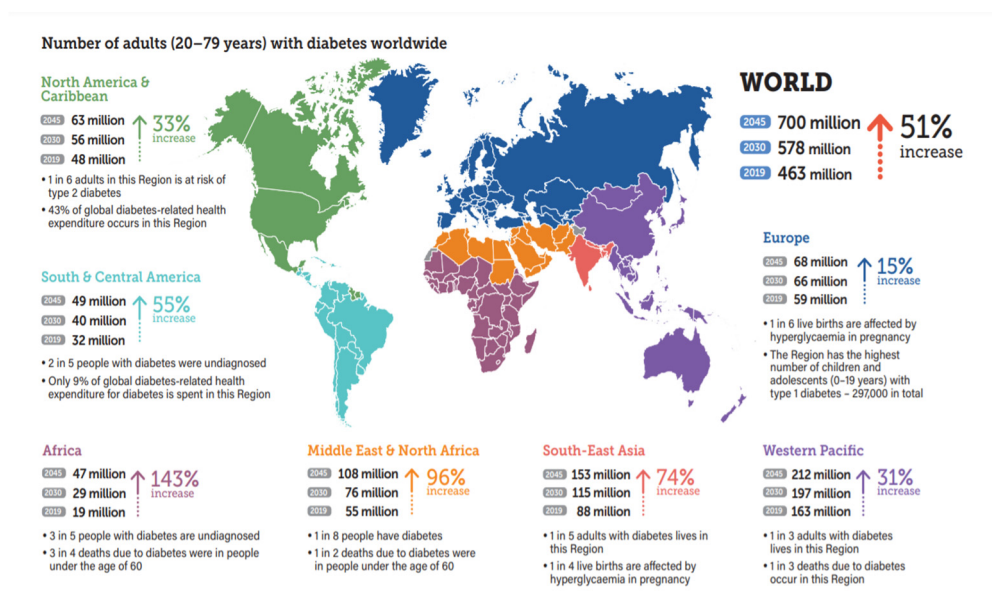 Number of adults (20–79 years) with diabetes worldwide
North America &
Caribbean
2045 63 million
2030 56 million
2019 48 million
33%
increase
• 1 in 6 adults in this Region is at risk of
type 2 diabetes
• 43% of global diabetes-related health
expenditure occurs in this Region
South & Central America
2045 49 million
2030 40 million
2019 32 million
55%
increase
• 2 in 5 people with diabetes were undiagnosed
• Only 9% of global diabetes-related health
expenditure for diabetes is spent in this Region
WORLD
2045 700 million
2030 578 million
2019 463 million
51%
increase
Europe
2045 68 million
2030 66 million
2019 59 million
15%
increase
• 1 in 6 live births are affected by
hyperglycaemia in pregnancy
• The Region has the highest
number of children and
adolescents (0–19 years) with
type 1 diabetes – 297,000 in total
Africa
2045 47 million
2030 29 million
2019 19 million
143%
increase
• 3 in 5 people with diabetes are undiagnosed
• 3 in 4 deaths due to diabetes were in people
under the age of 60
Middle East & North Africa
2045 108 million
2030 76 million
2019 55 million
96%
increase
• 1 in 8 people have diabetes
• 1 in 2 deaths due to diabetes were
in people under the age of 60
South-East Asia
2045 153 million
2030 115 million
2019 88 million
74%
increase
• 1 in 5 adults with diabetes lives in
this Region
• 1 in 4 live births are affected by
hyperglycaemia in pregnancy
Western Pacific
2045 212 million
2030 197 million
2019 163 million
31%
increase
• 1 in 3 adults with diabetes
lives in this Region
• 1 in 3 deaths due to diabetes
occur in this Region